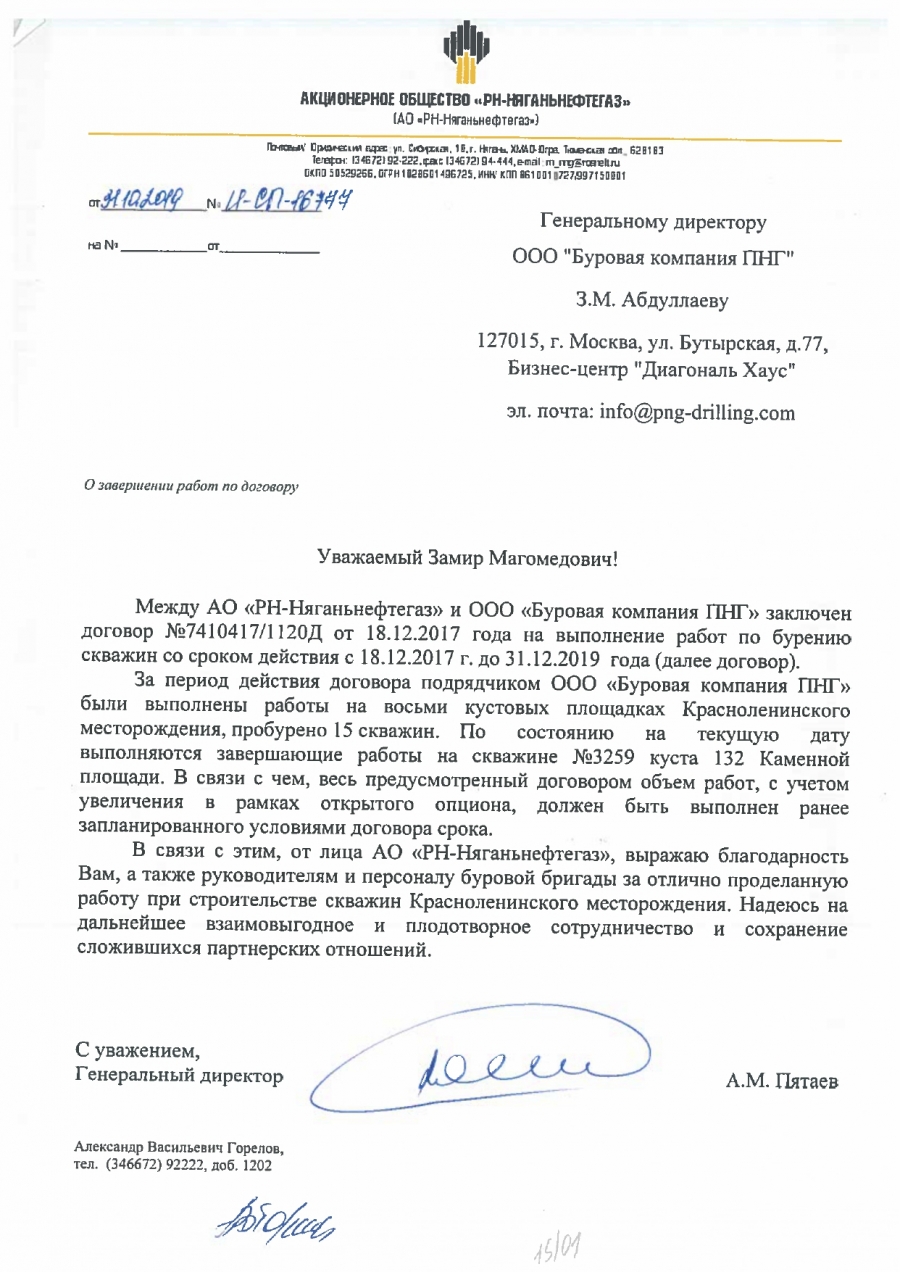 АКЦИОНЕРНОЕ ОБЩЕСТВО «РН-НЯГАНЬНЕФТЕГАЗ»
(АО «РН-Няганьнефтегаз»)
Почтовый/ Юридический адрес: ул. Сибирская, 10, г. Нягань, ХМАО-Югра, Тюменская обл., 628183
Телефон: (34672) 92-222, факс: (34672) 94-444, e-mail:
ОКПО 50529266, ОГРН 1028601496725, ИНН/ КПП
от 31.10.2019 № -СП-16777
на № от
Генеральному директору
ООО "Буровая компания ПНГ"
З.М. Абдуллаеву
127015, г. Москва, ул. Бутырская, д.77,
Бизнес-центр "Диагональ Хаус"
эл. почта: info@png-drilling.com
О завершении работ по договору
Уважаемый Замир Магомедович!
Между АО «РН-Няганьнефтегаз» и ООО «Буровая компания ПНГ» заключен
договор №7410417/1120Д от 18.12.2017 года на выполнение работ по бурению
скважин со сроком действия с 18.12.2017 г. до 31.12.2019 года (далее договор).
За период действия договора подрядчиком ООО «Буровая компания ПНГ»
были выполнены работы на восьми кустовых площадках Красноленинского
месторождения, пробурено 15 скважин. По состоянию на текущую дату
выполняются завершающие работы на скважине №3259 куста 132 Каменной
площади. В связи с чем, весь предусмотренный договором объем работ, с учетом
увеличения в рамках открытого опциона, должен быть выполнен ранее
запланированного условиями договора срока.
В связи с этим, от лица АО «РН-Няганьнефтегаз», выражаю благодарность
Вам, а также руководителям и персоналу буровой бригады за отлично проделанную
работу при строительстве скважин Красноленинского месторождения. Надеюсь на
дальнейшее взаимовыгодное и плодотворное сотрудничество и сохранение
сложившихся партнерских отношений.
С уважением,
Генеральный директор
А.М. Пятаев
Александр Васильевич Горелов,
тел. (346672) 92222, доб. 1202
15/01